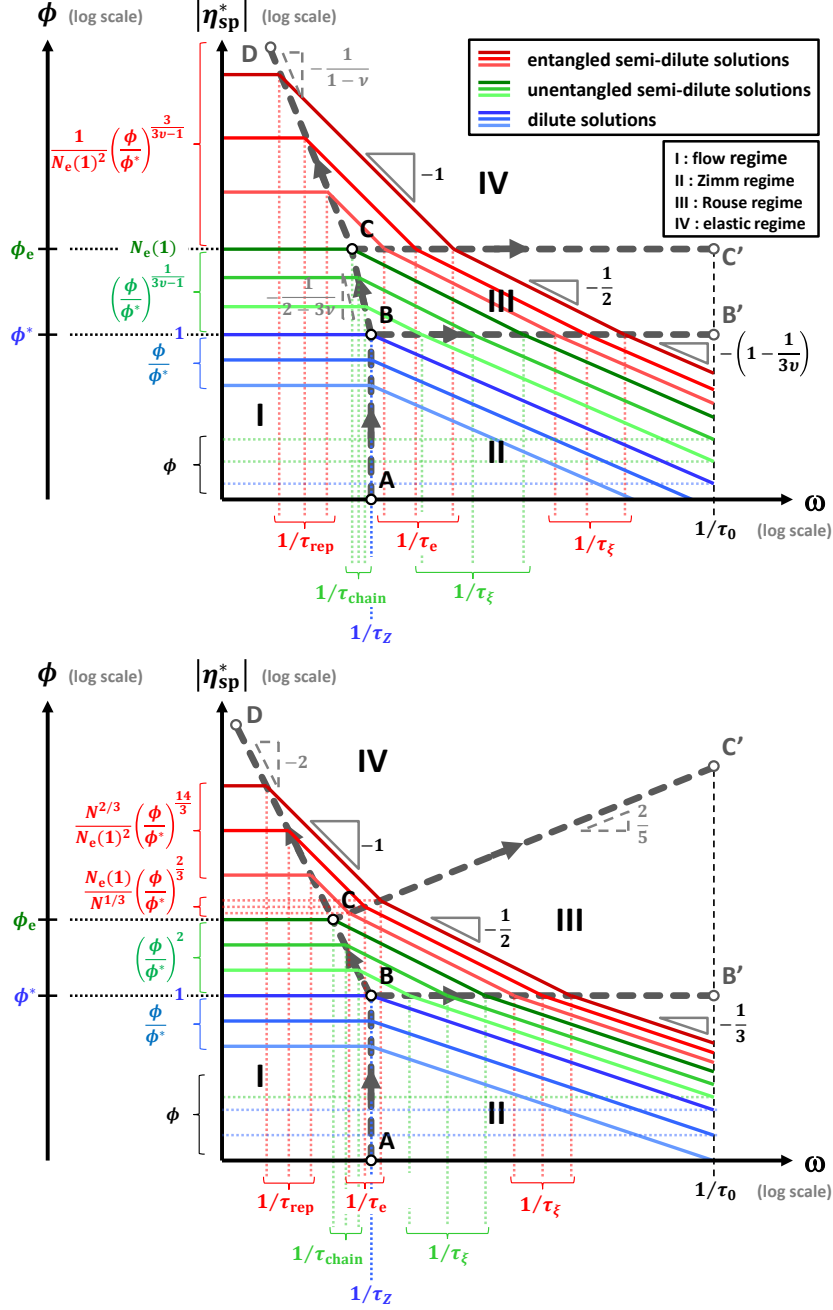 ϕ (log scale) |η*sp| (log scale)
D
− 1/(1 − ν)
entangled semi-dilute solutions
unentangled semi-dilute solutions
dilute solutions
I : flow regime
II : Zimm regime
III : Rouse regime
IV : elastic regime
1/Ne(1)² (ϕ/ϕ*)^(3/(3υ−1))
−1
IV
ϕe Ne(1)
C
C'
(ϕ/ϕ*)^(1/(3υ−1))
− 1/(2 − 3ν)
III
− 1/2
ϕ* 1
B
B'
ϕ/ϕ*
−(1 − 1/3υ)
I
II
ϕ
A
ω
1/τrep
1/τe
1/τξ
1/τ0
(log scale)
1/τchain
1/τξ
1/τZ
ϕ (log scale) |η*sp| (log scale)
D
−2
IV
C'
N^(2/3)/Ne(1)² (ϕ/ϕ*)^(14/3)
−1
2/5
Ne(1)/N^(1/3) (ϕ/ϕ*)^(2/3)
C
ϕe
− 1/2
III
(ϕ/ϕ*)²
B
B'
ϕ* 1
ϕ/ϕ*
− 1/3
I
II
ϕ
A
ω
1/τrep
1/τe
1/τξ
1/τ0
(log scale)
1/τchain
1/τξ
1/τZ